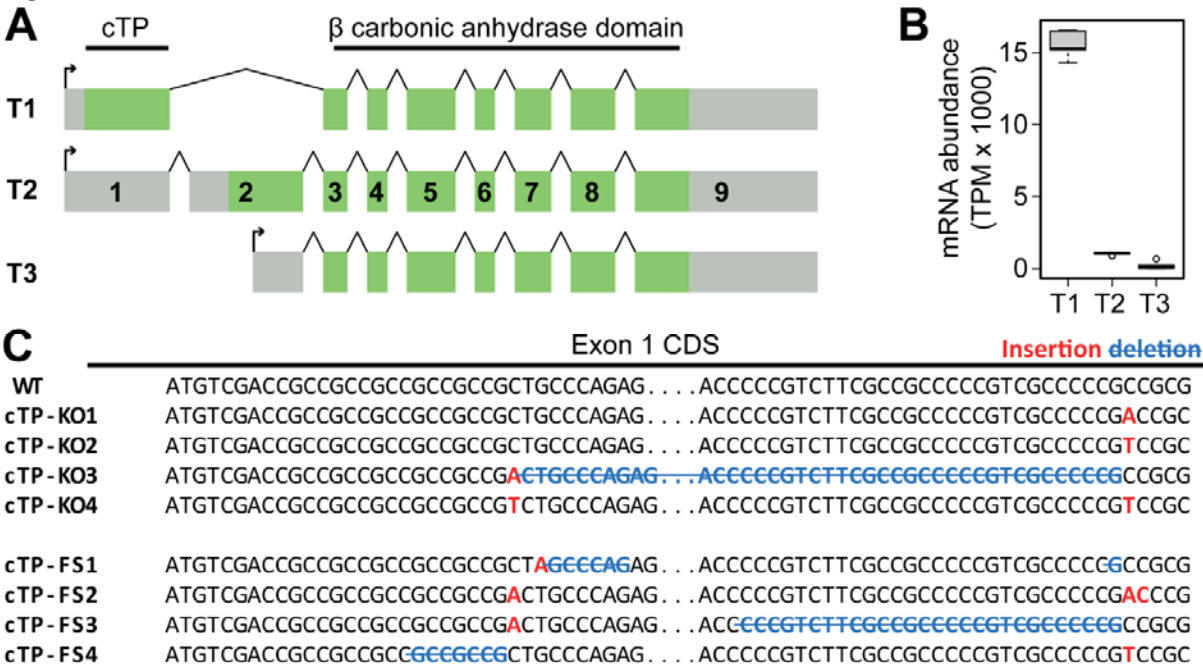 A
cTP
β carbonic anhydrase domain
T1
T2
1 2 3 4 5 6 7 8 9
T3
B
mRNA abundance
(TPM x 1000)
15
10
5
0
T1 T2 T3
C
Exon 1 CDS
Insertion deletion
WT ATGTCGACCGCCGCCGCCGCCGCCGCTGCCCAGAG....ACCCCCGTCTTCGCCGCCCCCGTCGCCCCCGCCGCG
cTP-KO1 ATGTCGACCGCCGCCGCCGCCGCCGCTGCCCAGAG....ACCCCCGTCTTCGCCGCCCCCGTCGCCCCCGACCGC
cTP-KO2 ATGTCGACCGCCGCCGCCGCCGCCGCTGCCCAGAG....ACCCCCGTCTTCGCCGCCCCCGTCGCCCCCGTCCGC
cTP-KO3 ATGTCGACCGCCGCCGCCGCCGCCGACTGCCCAGAG...ACCCCCGTCTTCGCCGCCCCCGTCGCCCCCGCCGCG
cTP-KO4 ATGTCGACCGCCGCCGCCGCCGCCGTCTGCCCAGAG...ACCCCCGTCTTCGCCGCCCCCGTCGCCCCCGTCCGC
cTP-FS1 ATGTCGACCGCCGCCGCCGCCGCCGCTAGCCCAGAG...ACCCCCGTCTTCGCCGCCCCCGTCGCCCCCGCCGCG
cTP-FS2 ATGTCGACCGCCGCCGCCGCCGCCGACTGCCCAGAG...ACCCCCGTCTTCGCCGCCCCCGTCGCCCCCGACCCG
cTP-FS3 ATGTCGACCGCCGCCGCCGCCGCCGACTGCCCAGAG...ACCCCCGTCTTCGCCGCCCCCGTCGCCCCCGCCGCG
cTP-FS4 ATGTCGACCGCCGCCGCCGCCGCCGCTGCCCAGAG....ACCCCCGTCTTCGCCGCCCCCGTCGCCCCCGTCCGC